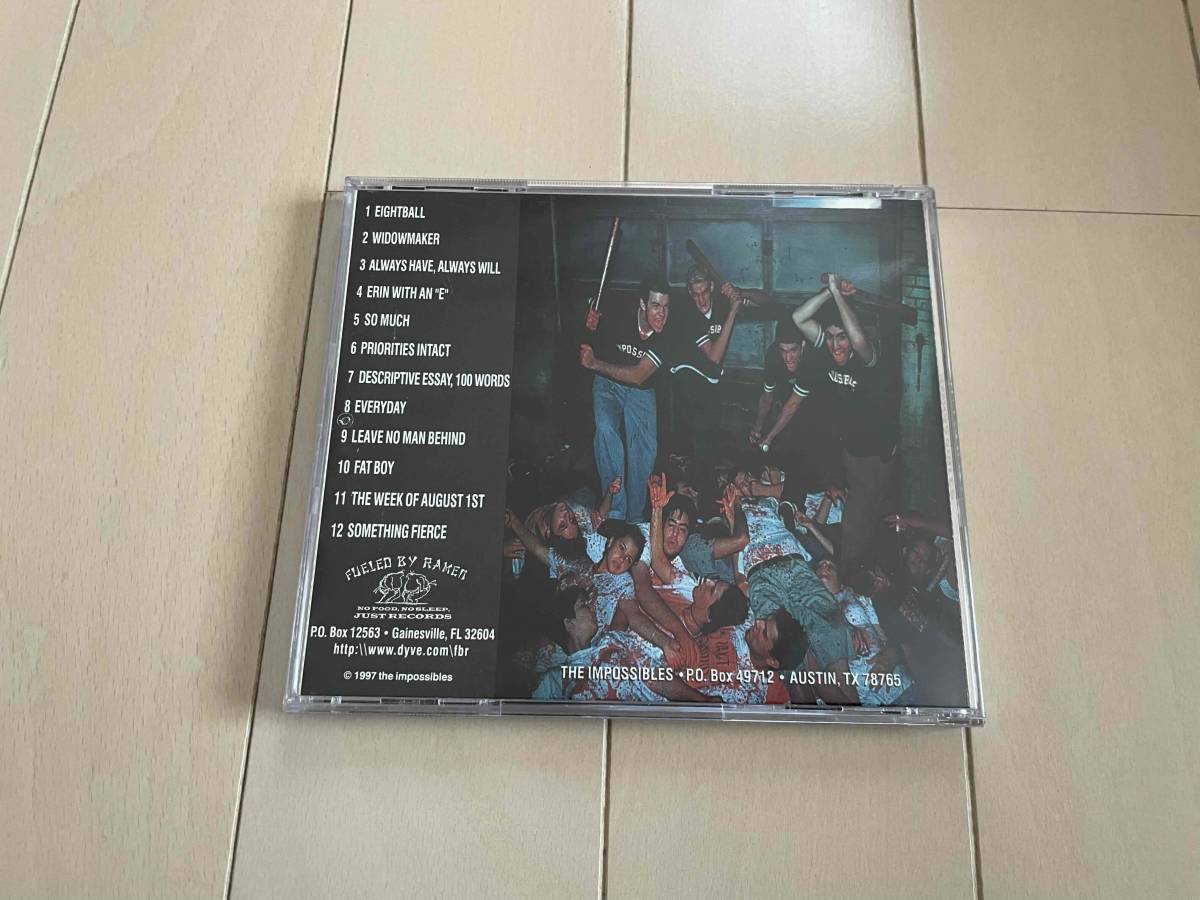 1 EIGHTBALL
2 WIDOWMAKER
3 ALWAYS HAVE, ALWAYS WILL
4 ERIN WITH AN "E"
5 SO MUCH
6 PRIORITIES INTACT
7 DESCRIPTIVE ESSAY, 100 WORDS
8 EVERYDAY
9 LEAVE NO MAN BEHIND
10 FAT BOY
11 THE WEEK OF AUGUST 1ST
12 SOMETHING FIERCE
FUELED BY RAMEN
NO FOOD, NO SLEEP,
JUST RECORDS
P.O. Box 12563 • Gainesville, FL 32604
http:\\www.dyve.com\fbr
© 1997 the impossibles
THE IMPOSSIBLES • P.O. Box 49712 • AUSTIN, TX 78765